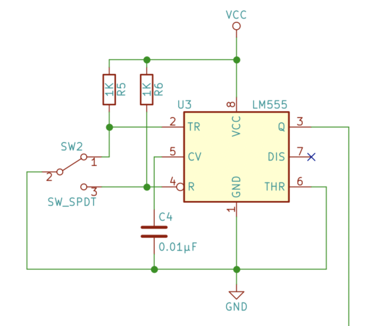 VCC
1K
R5
1K
R6
U3
LM555
8
VCC
2
TR
Q
3
SW2
1
5
CV
DIS
7
2
3
4
R
GND
THR
6
SW_SPDT
1
C4
0.01µF
GND